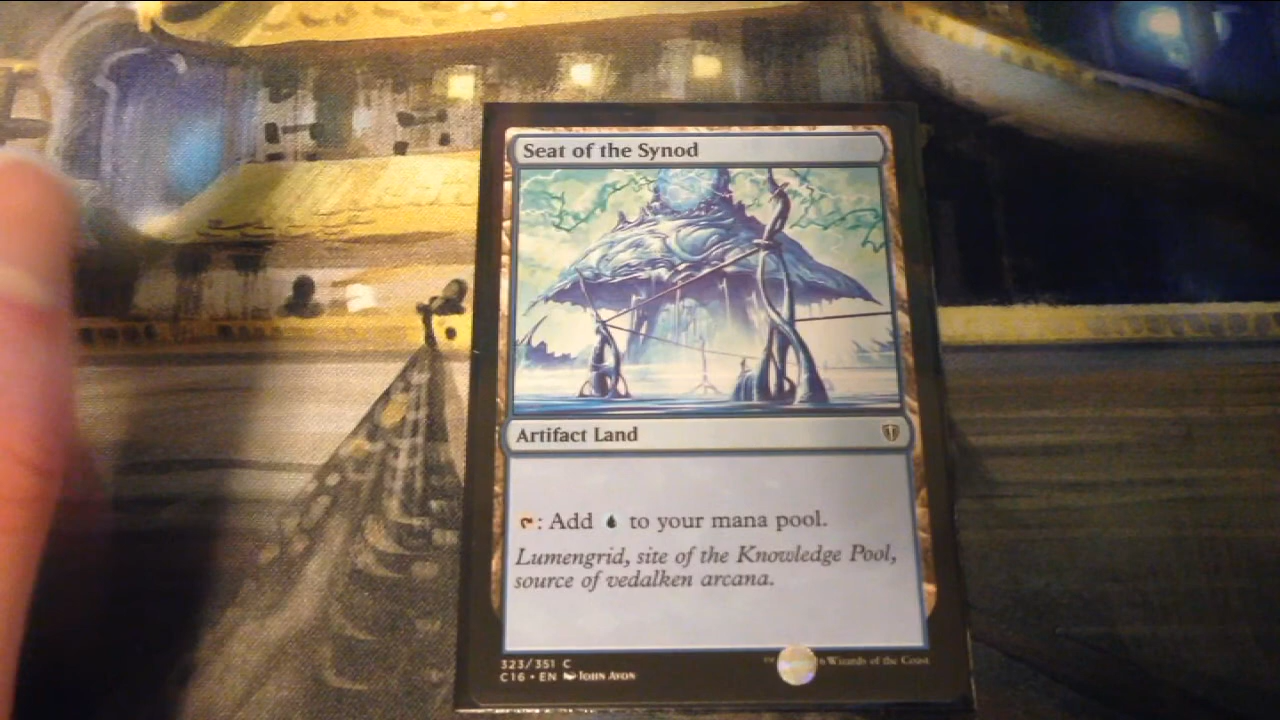 Seat of the Synod
Artifact Land
: Add to your mana pool.
Lumengrid, site of the Knowledge Pool,
source of vedalken arcana.
323/351 C
C16 • EN John Avon
Wizards of the Coast